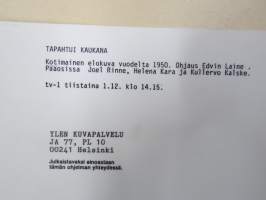 TAPAHTUI KAUKANA
Kotimainen elokuva vuodelta 1950. Ohjaus Edvin Laine .
Pääosissa Joel Rinne, Helena Kara ja Kullervo Kalske.
tv-1 tiistaina 1.12. klo 14.15.
YLEN KUVAPALVELU
JA 77, PL 10
00241 Helsinki
Julkaistavaksi ainoastaan
tämän ohjelman yhteydessä.